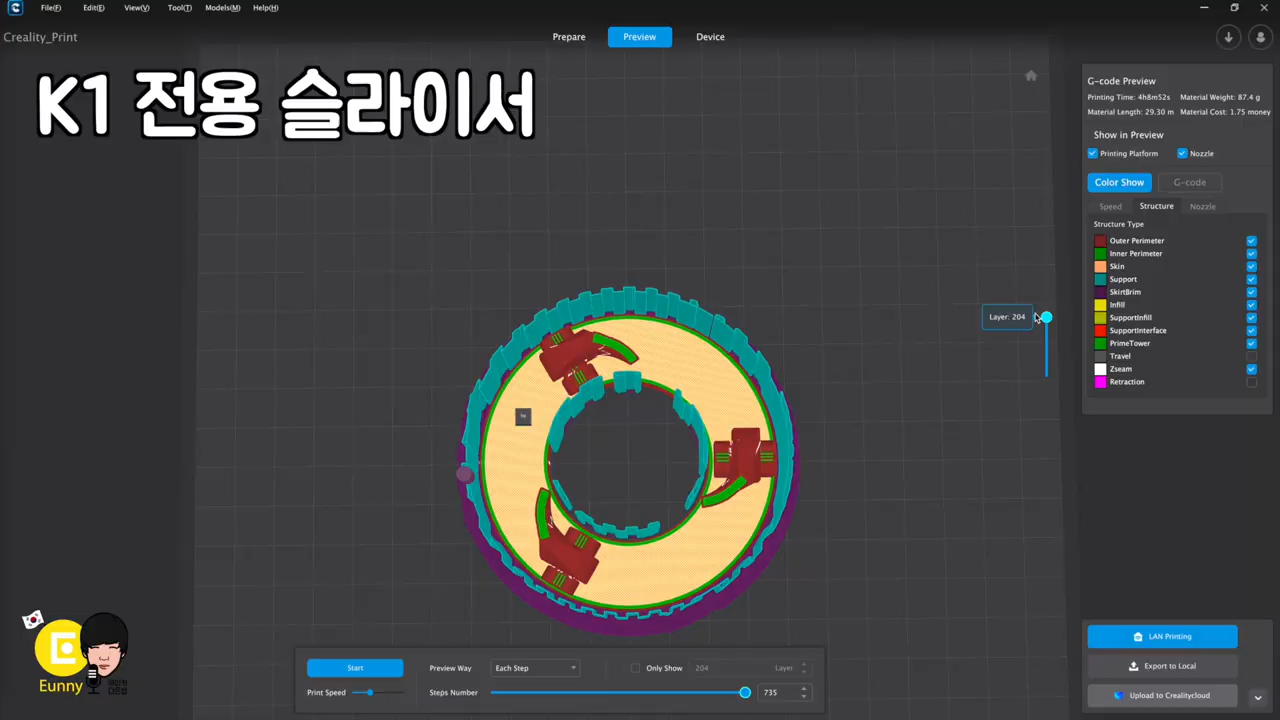 File(F) Edit(E) View(V) Tool(T) Models(M) Help(H)
Creality_Print
Prepare Preview Device
K1 전용 슬라이서
G-code Preview
Printing Time: 4h8m52s Material Weight: 87.4 g
Material Length: 29.30 m Material Cost: 1.75 money
Show in Preview
Printing Platform Nozzle
Color Show G-code
Speed Structure Nozzle
Structure Type
Outer Perimeter
Inner Perimeter
Skin
Support
SkirtBrim
Infill
SupportInfill
SupportInterface
PrimeTower
Travel
Zseam
Retraction
Layer: 204
E
Eunny
Start Preview Way Each Step Only Show 204 Layer
Print Speed Steps Number 735
LAN Printing
Export to Local
Upload to Crealitycloud